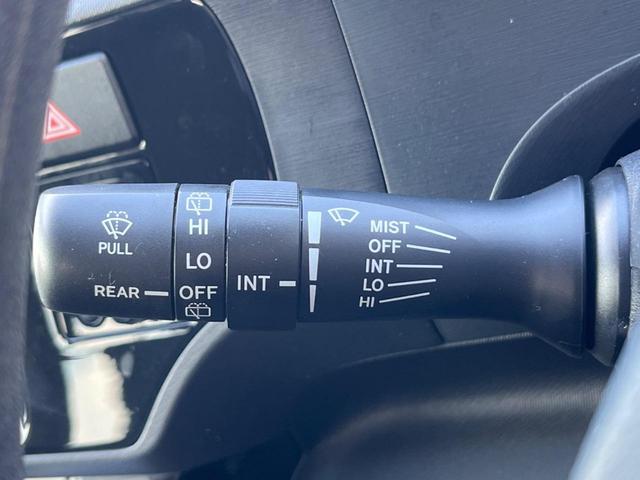 PULL
REAR
HI
LO
OFF
INT
MIST
OFF
INT
LO
HI